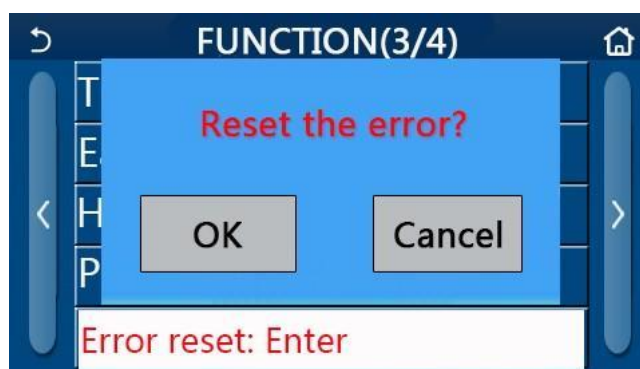 FUNCTION(3/4)
Reset the error?
OK
Cancel
Error reset: Enter